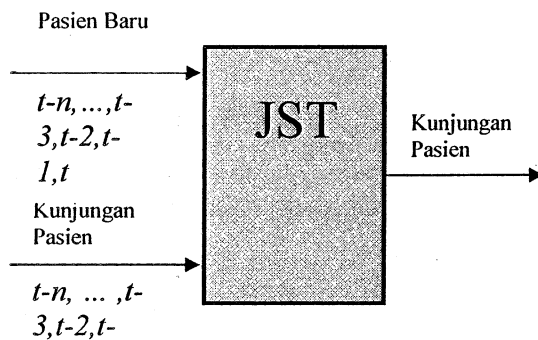 Pasien Baru
t-n, ...,t-
3,t-2,t-
1,t
JST
Kunjungan
Pasien
Kunjungan
Pasien
t-n, ... ,t-
3,t-2,t-